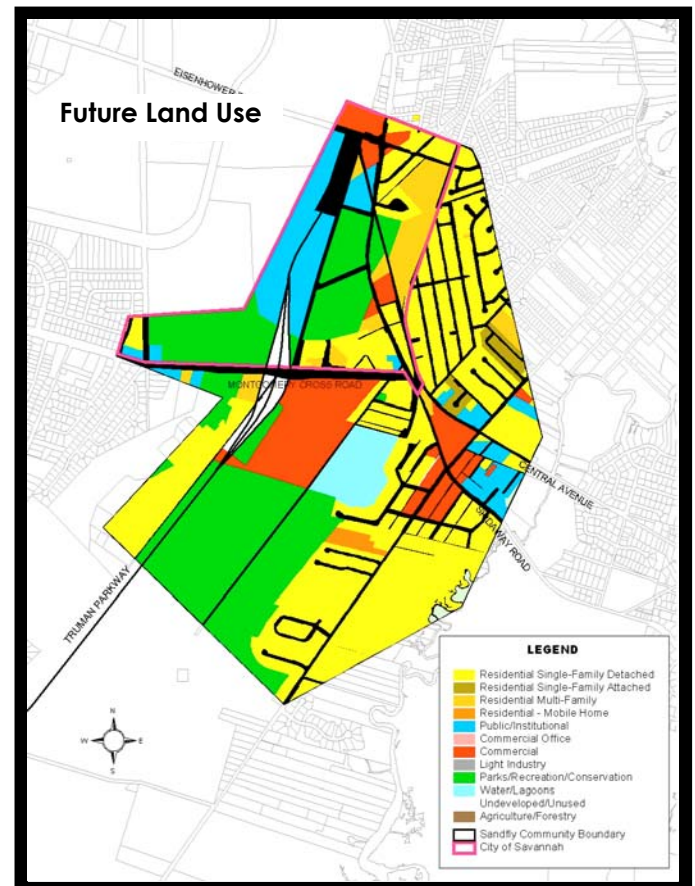 EISENHOWER
Future Land Use
MONTGOMERY CROSS ROAD
CENTRAL AVENUE
ROAD
TRUMAN PARKWAY
N
W
E
S
LEGEND
Residential Single-Family Detached
Residential Single-Family Attached
Residential Multi-Family
Residential - Mobile Home
Public/Institutional
Commercial Office
Commercial
Light Industry
Parks/Recreation/Conservation
Water/Lagoons
Undeveloped/Unused
Agriculture/Forestry
Sandfly Community Boundary
City of Savannah